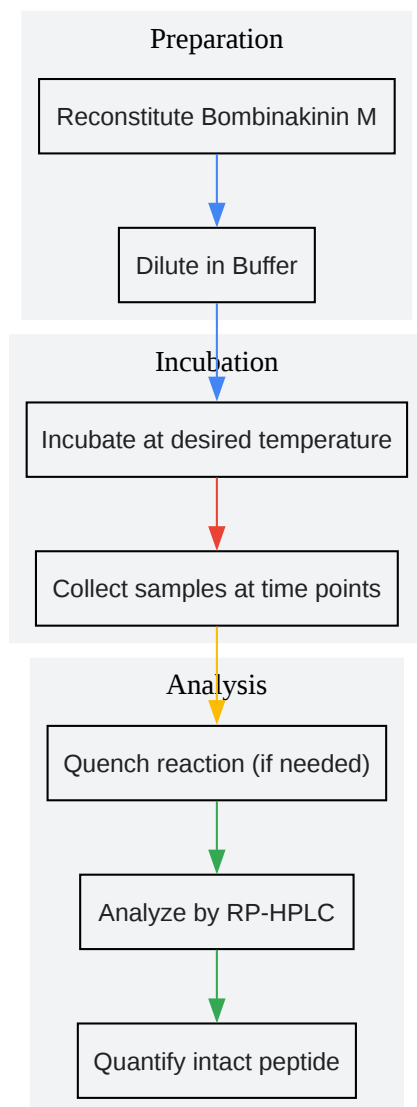 Preparation
Reconstitute Bombinakinin M
Dilute in Buffer
Incubation
Incubate at desired temperature
Collect samples at time points
Analysis
Quench reaction (if needed)
Analyze by RP-HPLC
Quantify intact peptide